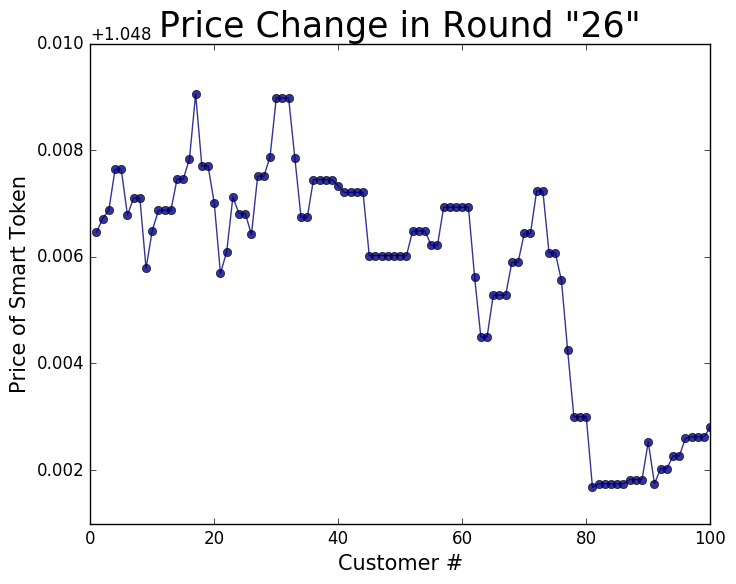 Price Change in Round "26"
+1.048
0.010
0.008
0.006
0.004
0.002
Price of Smart Token
0 20 40 60 80 100
Customer #